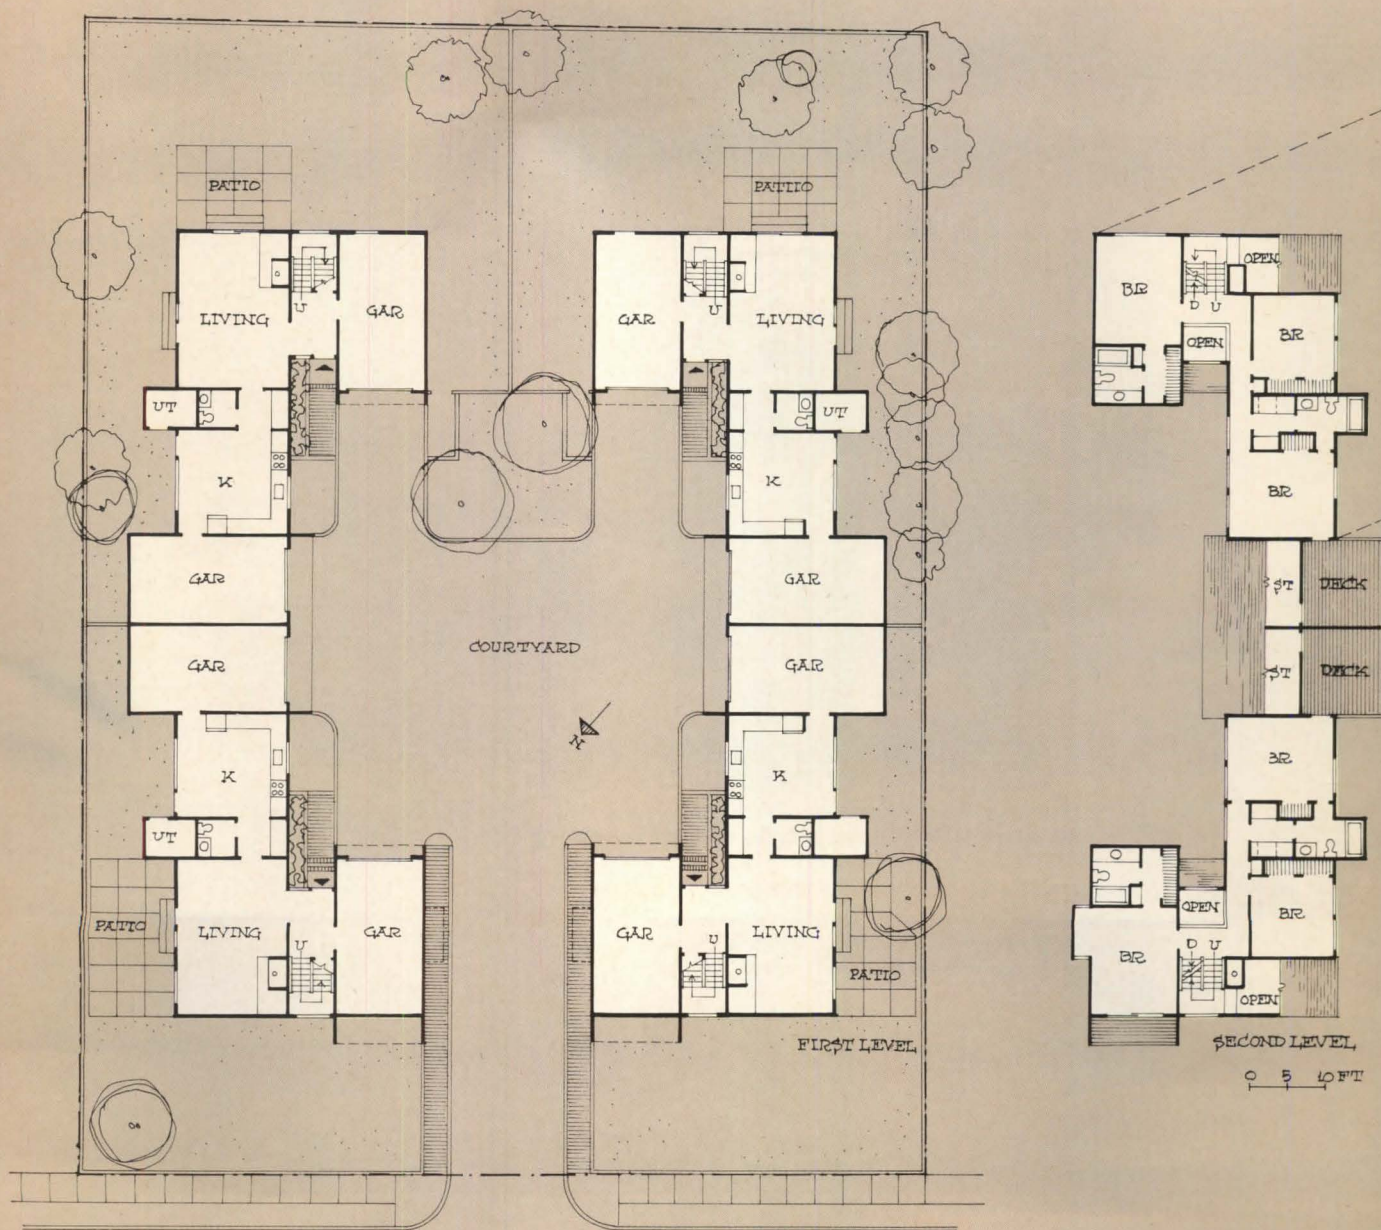 PATIO
PATIIO
LIVING
U
GAR
GAR
U
LIVING
UT
UT
K
K
GAR
GAR
COURTYARD
GAR
GAR
N
K
K
UT
PATIO
LIVING
U
GAR
GAR
U
LIVING
PATIO
FIRST LEVEL
BR
D U
OPEN
OPEN
BR
BR
ST
DECK
ST
DECK
BR
OPEN
BR
BR
D U
OPEN
SECOND LEVEL
0 5 10 FT